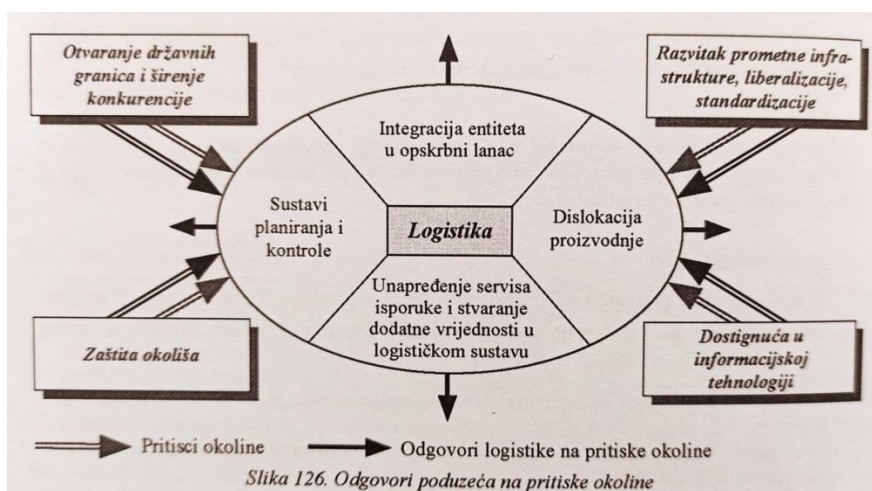 Otvaranje državnih
granica i širenje
konkurencije
Razvitak prometne infra-
strukture, liberalizacije,
standardizacije
Integracija entiteta
u opskrbni lanac
Sustavi
planiranja i
kontrole
Logistika
Dislokacija
proizvodnje
Unapređenje servisa
isporuke i stvaranje
dodatne vrijednosti u
logističkom sustavu
Zaštita okoliša
Dostignuća u
informacijskoj
tehnologiji
Pritisci okoline
Odgovori logistike na pritiske okoline
Slika 126. Odgovori poduzeća na pritiske okoline